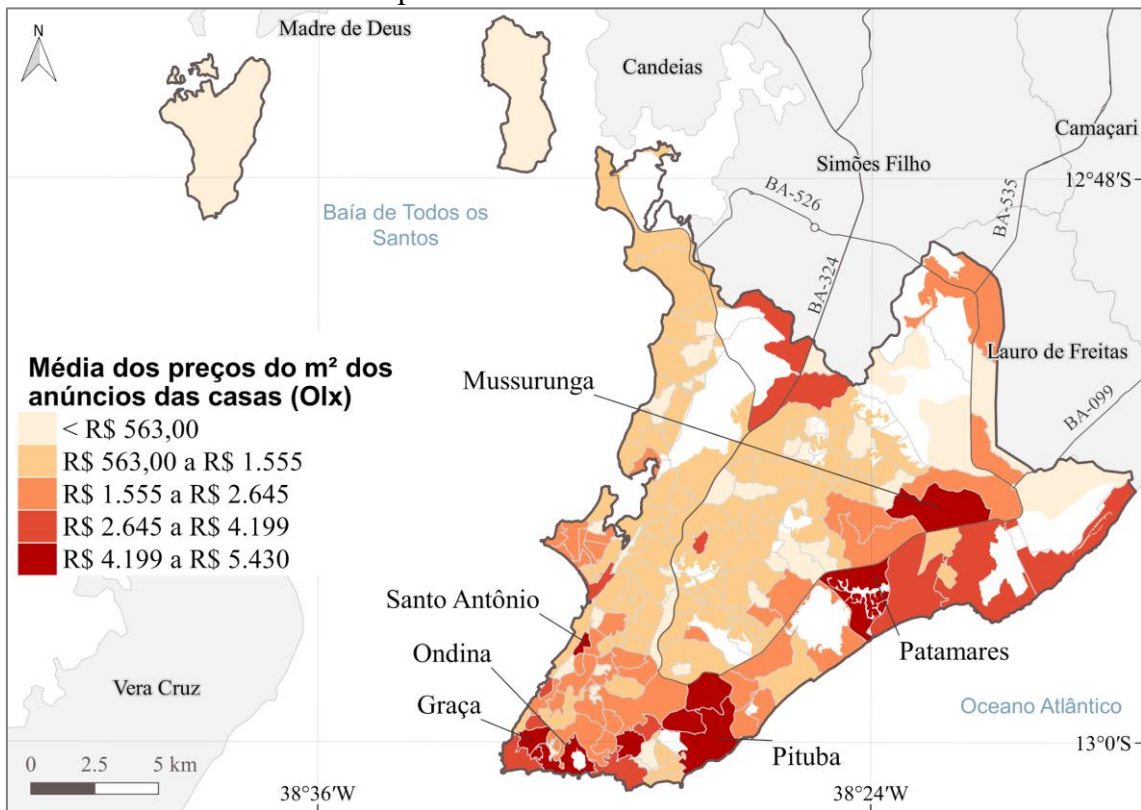 N
Madre de Deus
Candeias
Camaçari
Simões Filho
12°48'S
BA-526
BA-535
BA-324
Baía de Todos os
Santos
Lauro de Freitas
BA-099
Média dos preços do m² dos
anúncios das casas (Olx)
< R$ 563,00
R$ 563,00 a R$ 1.555
R$ 1.555 a R$ 2.645
R$ 2.645 a R$ 4.199
R$ 4.199 a R$ 5.430
Mussurunga
Santo Antônio
Ondina
Graça
Patamares
Pituba
Vera Cruz
Oceano Atlântico
13°0'S
0 2.5 5 km
38°36'W
38°24'W